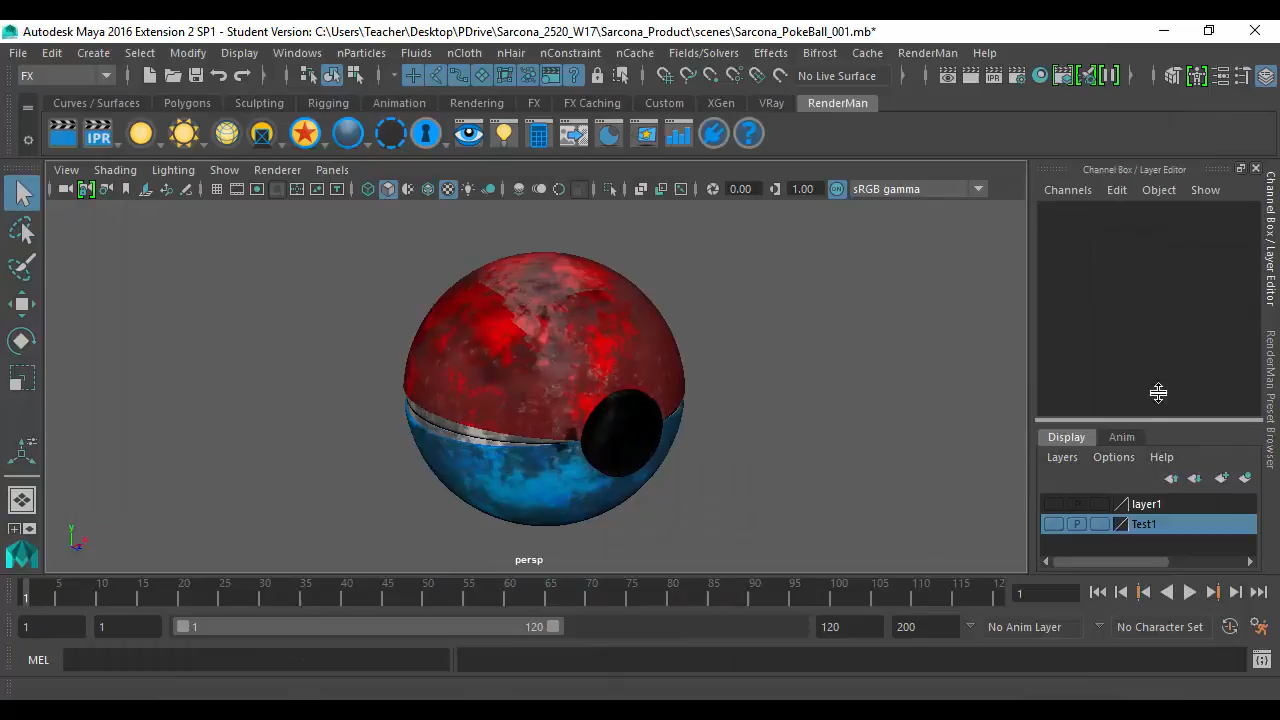 Autodesk Maya 2016 Extension 2 SP1 - Student Version: C:\Users\Teacher\Desktop\PDrive\Sarcona_2520_W17\Sarcona_Product\scenes\Sarcona_PokeBall_001.mb*
File Edit Create Select Modify Display Windows nParticles Fluids nCloth nHair nConstraint nCache Fields/Solvers Effects Bifrost Cache RenderMan Help
FX No Live Surface IPR
Curves / Surfaces Polygons Sculpting Rigging Animation Rendering FX FX Caching Custom XGen VRay RenderMan
IPR
View Shading Lighting Show Renderer Panels
0.00 1.00 ON sRGB gamma
Channel Box / Layer Editor
Channels Edit Object Show
Channel Box / Layer Editor
RenderMan Preset Browser
Display Anim
Layers Options Help
P layer1
P Test1
y
persp
1 5 10 15 20 25 30 35 40 45 50 55 60 65 70 75 80 85 90 95 100 105 110 115 12 1
1 1 1 120 120 200 No Anim Layer No Character Set
MEL